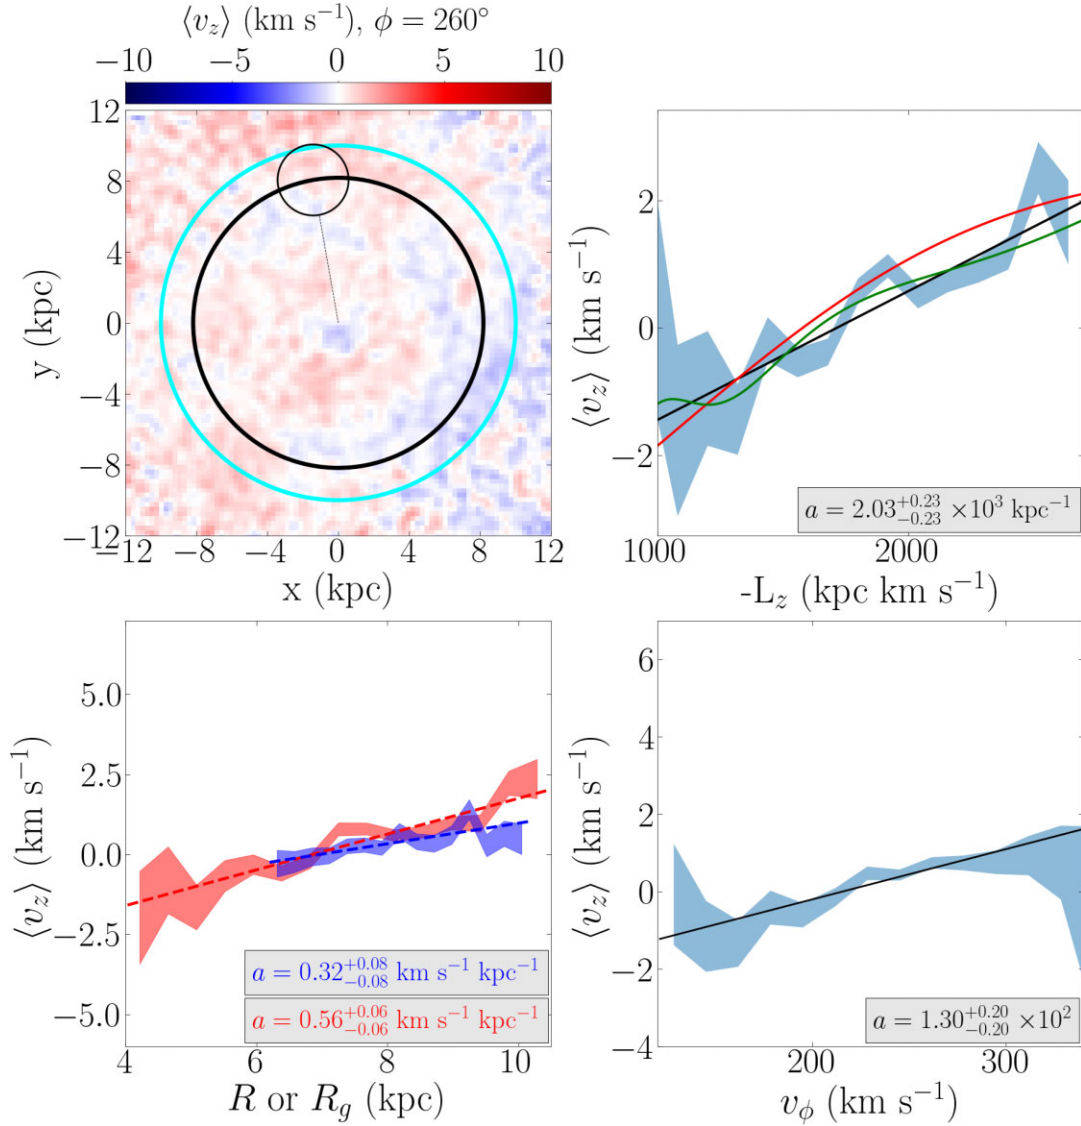 ⟨v_z⟩ (km s⁻¹), ϕ = 260°
−10 −5 0 5 10
12
8
4
0
−4
−8
−12
y (kpc)
−12 −8 −4 0 4 8 12
x (kpc)
2
0
−2
⟨v_z⟩ (km s⁻¹)
a = 2.03^{+0.23}_{−0.23} ×10³ kpc⁻¹
1000 2000
-L_z (kpc km s⁻¹)
5.0
2.5
0.0
−2.5
−5.0
⟨v_z⟩ (km s⁻¹)
a = 0.32^{+0.08}_{−0.08} km s⁻¹ kpc⁻¹
a = 0.56^{+0.06}_{−0.06} km s⁻¹ kpc⁻¹
4 6 8 10
R or R_g (kpc)
6
4
2
0
−2
−4
⟨v_z⟩ (km s⁻¹)
a = 1.30^{+0.20}_{−0.20} ×10²
200 300
v_ϕ (km s⁻¹)